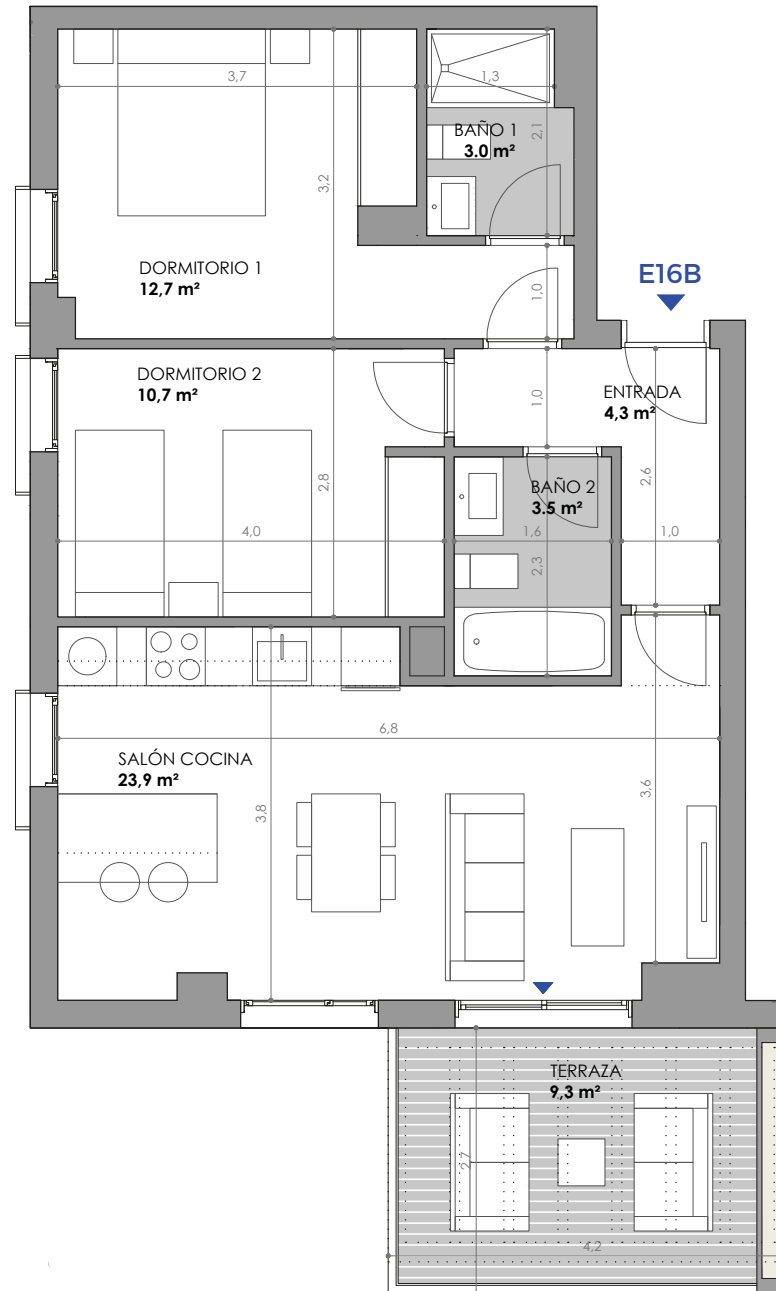 3,7
1,3
BAÑO 1
3.0 m²
2,1
3,2
DORMITORIO 1
12,7 m²
E16B
1,0
DORMITORIO 2
10,7 m²
ENTRADA
4,3 m²
1,0
2,8
BAÑO 2
3.5 m²
2,6
4,0
1,6
1,0
2,3
6,8
SALÓN COCINA
23,9 m²
3,8
3,6
TERRAZA
9,3 m²
2,7
4,2